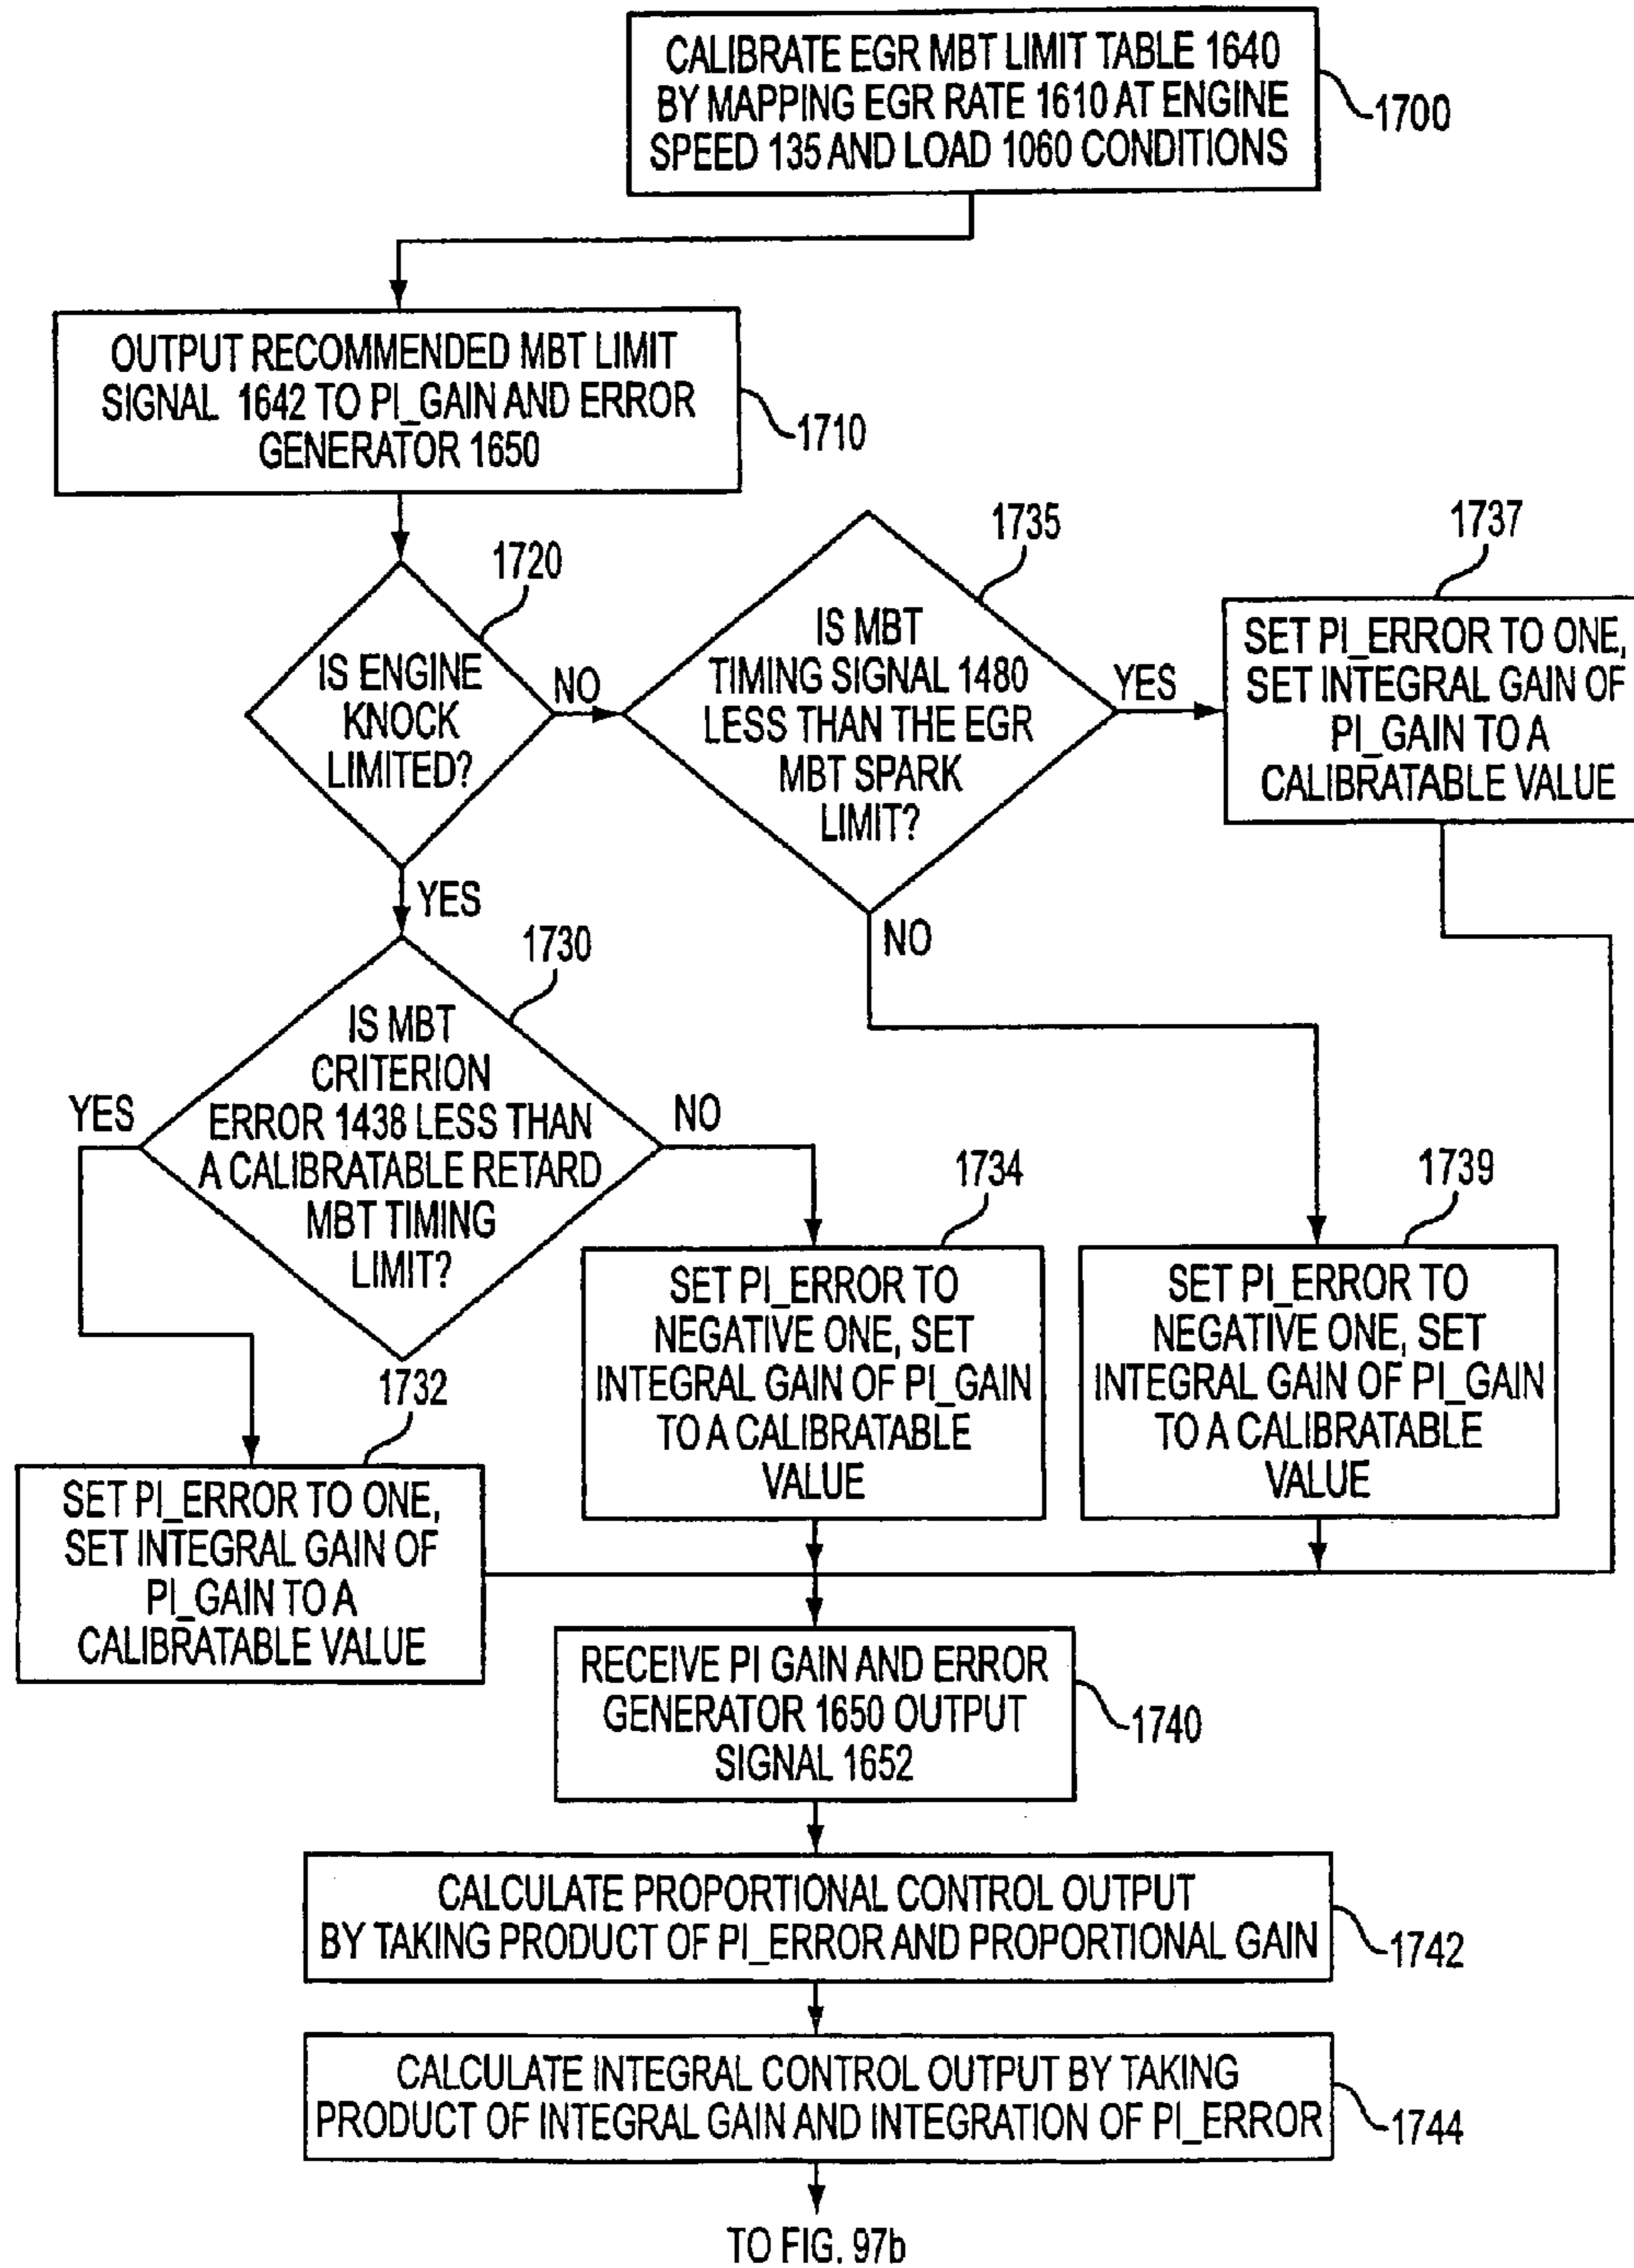 CALIBRATE EGR MBT LIMIT TABLE 1640
BY MAPPING EGR RATE 1610 AT ENGINE
SPEED 135 AND LOAD 1060 CONDITIONS
1700
OUTPUT RECOMMENDED MBT LIMIT
SIGNAL 1642 TO PI_GAIN AND ERROR
GENERATOR 1650
1710
1720
IS ENGINE
KNOCK
LIMITED?
NO
YES
1735
IS MBT
TIMING SIGNAL 1480
LESS THAN THE EGR
MBT SPARK
LIMIT?
YES
NO
1737
SET PI_ERROR TO ONE,
SET INTEGRAL GAIN OF
PI_GAIN TO A
CALIBRATABLE VALUE
1730
IS MBT
CRITERION
ERROR 1438 LESS THAN
A CALIBRATABLE RETARD
MBT TIMING
LIMIT?
YES
NO
1734
SET PI_ERROR TO
NEGATIVE ONE, SET
INTEGRAL GAIN OF PI_GAIN
TO A CALIBRATABLE
VALUE
1739
SET PI_ERROR TO
NEGATIVE ONE, SET
INTEGRAL GAIN OF PI_GAIN
TO A CALIBRATABLE
VALUE
1732
SET PI_ERROR TO ONE,
SET INTEGRAL GAIN OF
PI_GAIN TO A
CALIBRATABLE VALUE
RECEIVE PI GAIN AND ERROR
GENERATOR 1650 OUTPUT
SIGNAL 1652
1740
CALCULATE PROPORTIONAL CONTROL OUTPUT
BY TAKING PRODUCT OF PI_ERROR AND PROPORTIONAL GAIN
1742
CALCULATE INTEGRAL CONTROL OUTPUT BY TAKING
PRODUCT OF INTEGRAL GAIN AND INTEGRATION OF PI_ERROR
1744
TO FIG. 97b